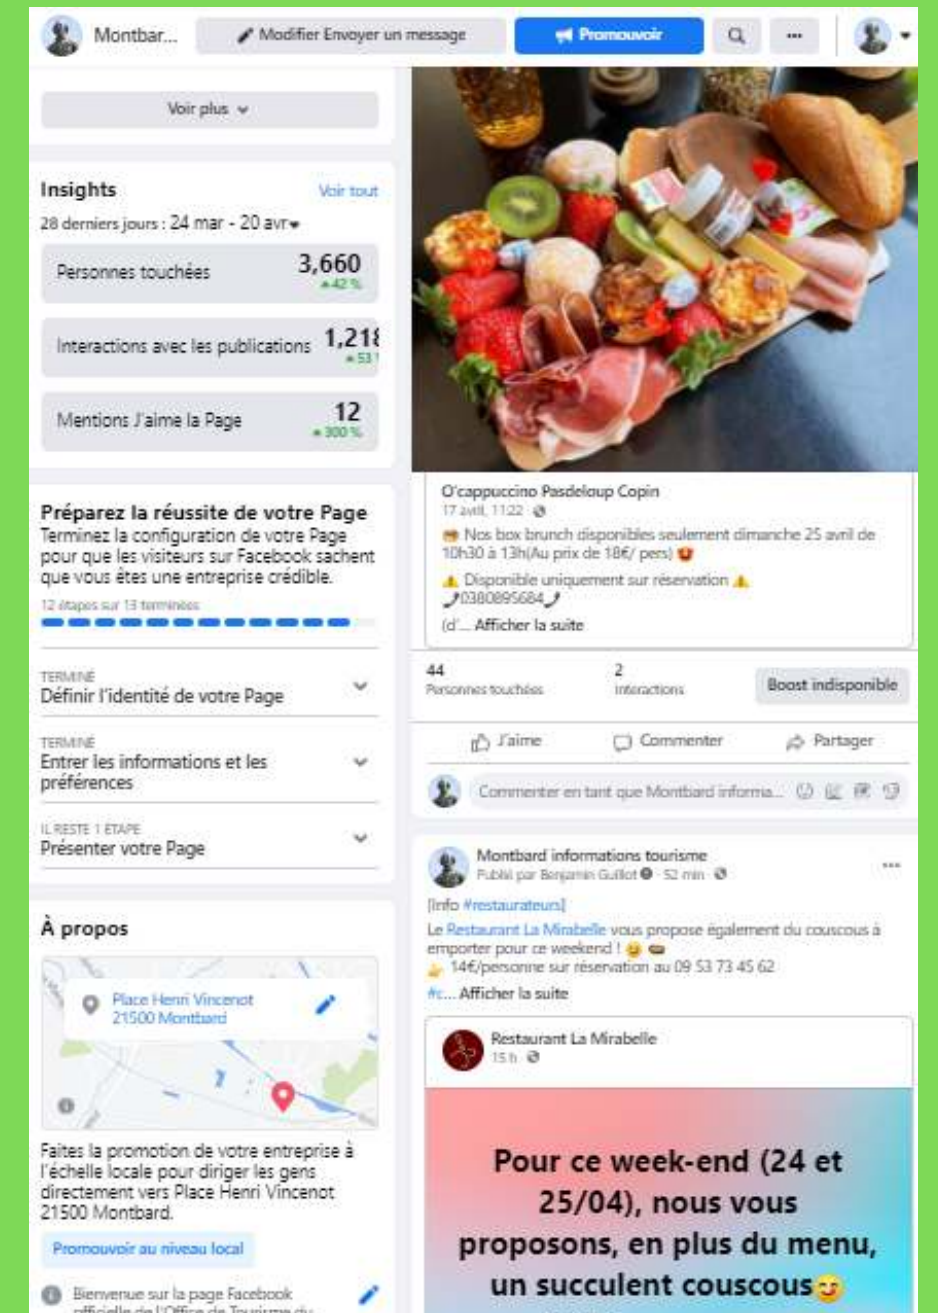 Montbar...
Modifier Envoyer un message
Promouvoir
Voir plus
Insights
Voir tout
28 derniers jours : 24 mar - 20 avr
Personnes touchées
3,660
42 %
Interactions avec les publications
1,218
53
Mentions J'aime la Page
12
300 %
Préparez la réussite de votre Page
Terminez la configuration de votre Page
pour que les visiteurs sur Facebook sachent
que vous êtes une entreprise crédible.
12 étapes sur 13 terminées
TERMINÉ
Définir l'identité de votre Page
TERMINÉ
Entrer les informations et les
préférences
IL RESTE 1 ÉTAPE
Présenter votre Page
À propos
Place Henri Vincenot
21500 Montbard
Faites la promotion de votre entreprise à
l'échelle locale pour diriger les gens
directement vers Place Henri Vincenot
21500 Montbard.
Promouvoir au niveau local
Bienvenue sur la page Facebook
officielle de l'Office de Tourisme du
O'cappuccino Pasdeloup Copin
17 avril, 11:22
Nos box brunch disponibles seulement dimanche 25 avril de
10h30 à 13h(Au prix de 18€/ pers)
⚠️ Disponible uniquement sur réservation ⚠️
0380895684
(d'... Afficher la suite
44
Personnes touchées
2
Interactions
Boost indisponible
J'aime
Commenter
Partager
Commenter en tant que Montbard informa...
Montbard informations tourisme
Publié par Benjamin Guillot · 52 min
[Info #restaurateurs]
Le Restaurant La Mirabelle vous propose également du couscous à
emporter pour ce weekend !
14€/personne sur réservation au 09 53 73 45 62
#c... Afficher la suite
Restaurant La Mirabelle
15 h
Pour ce week-end (24 et
25/04), nous vous
proposons, en plus du menu,
un succulent couscous